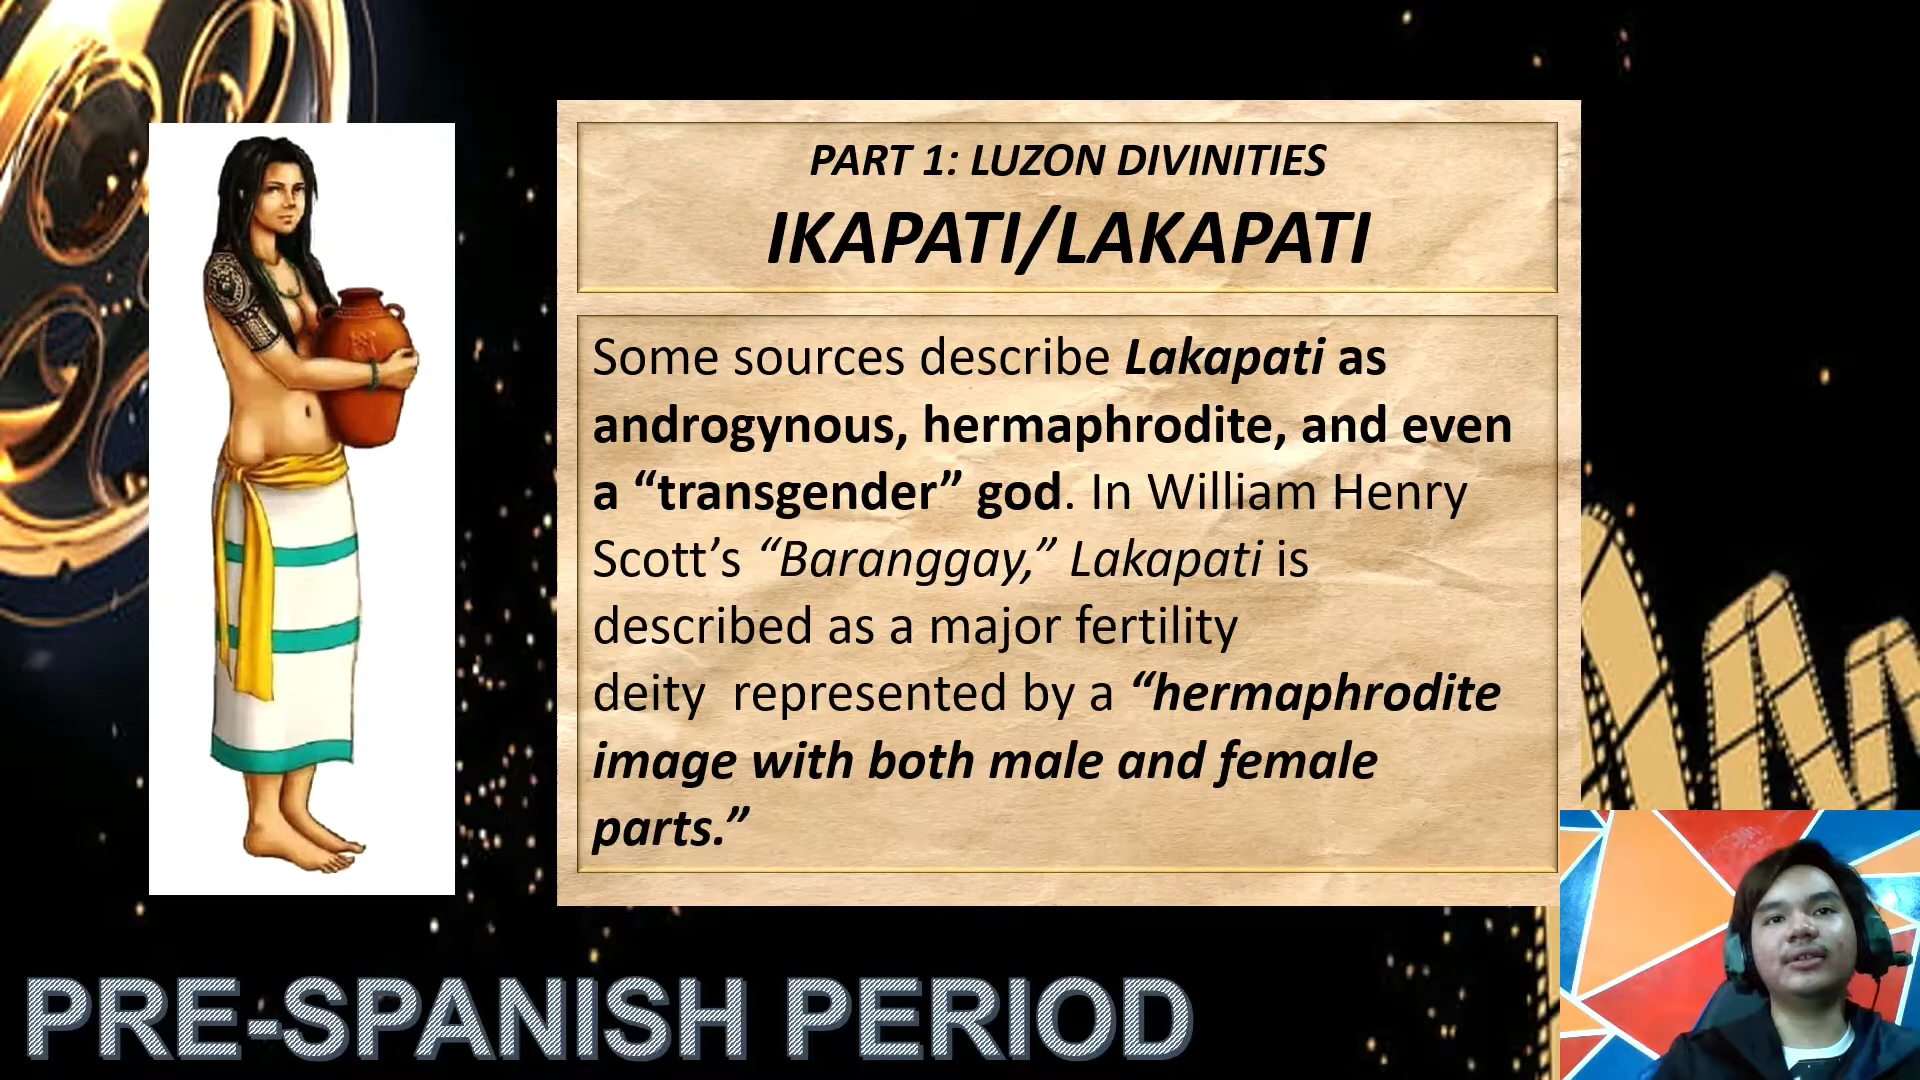 PART 1: LUZON DIVINITIES
IKAPATI/LAKAPATI
Some sources describe Lakapati as
androgynous, hermaphrodite, and even
a “transgender” god. In William Henry
Scott’s “Baranggay,” Lakapati is
described as a major fertility
deity  represented by a “hermaphrodite
image with both male and female
parts.”
PRE-SPANISH PERIOD